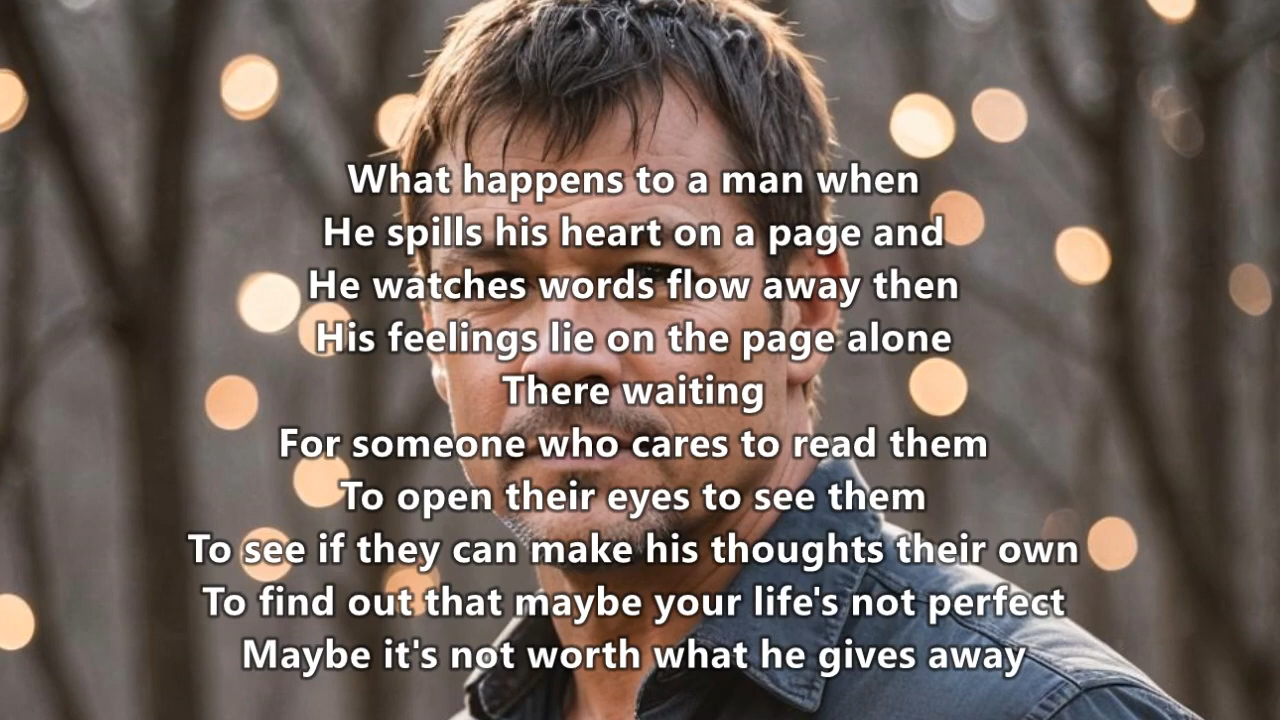 What happens to a man when
He spills his heart on a page and
He watches words flow away then
His feelings lie on the page alone
There waiting
For someone who cares to read them
To open their eyes to see them
To see if they can make his thoughts their own
To find out that maybe your life's not perfect
Maybe it's not worth what he gives away